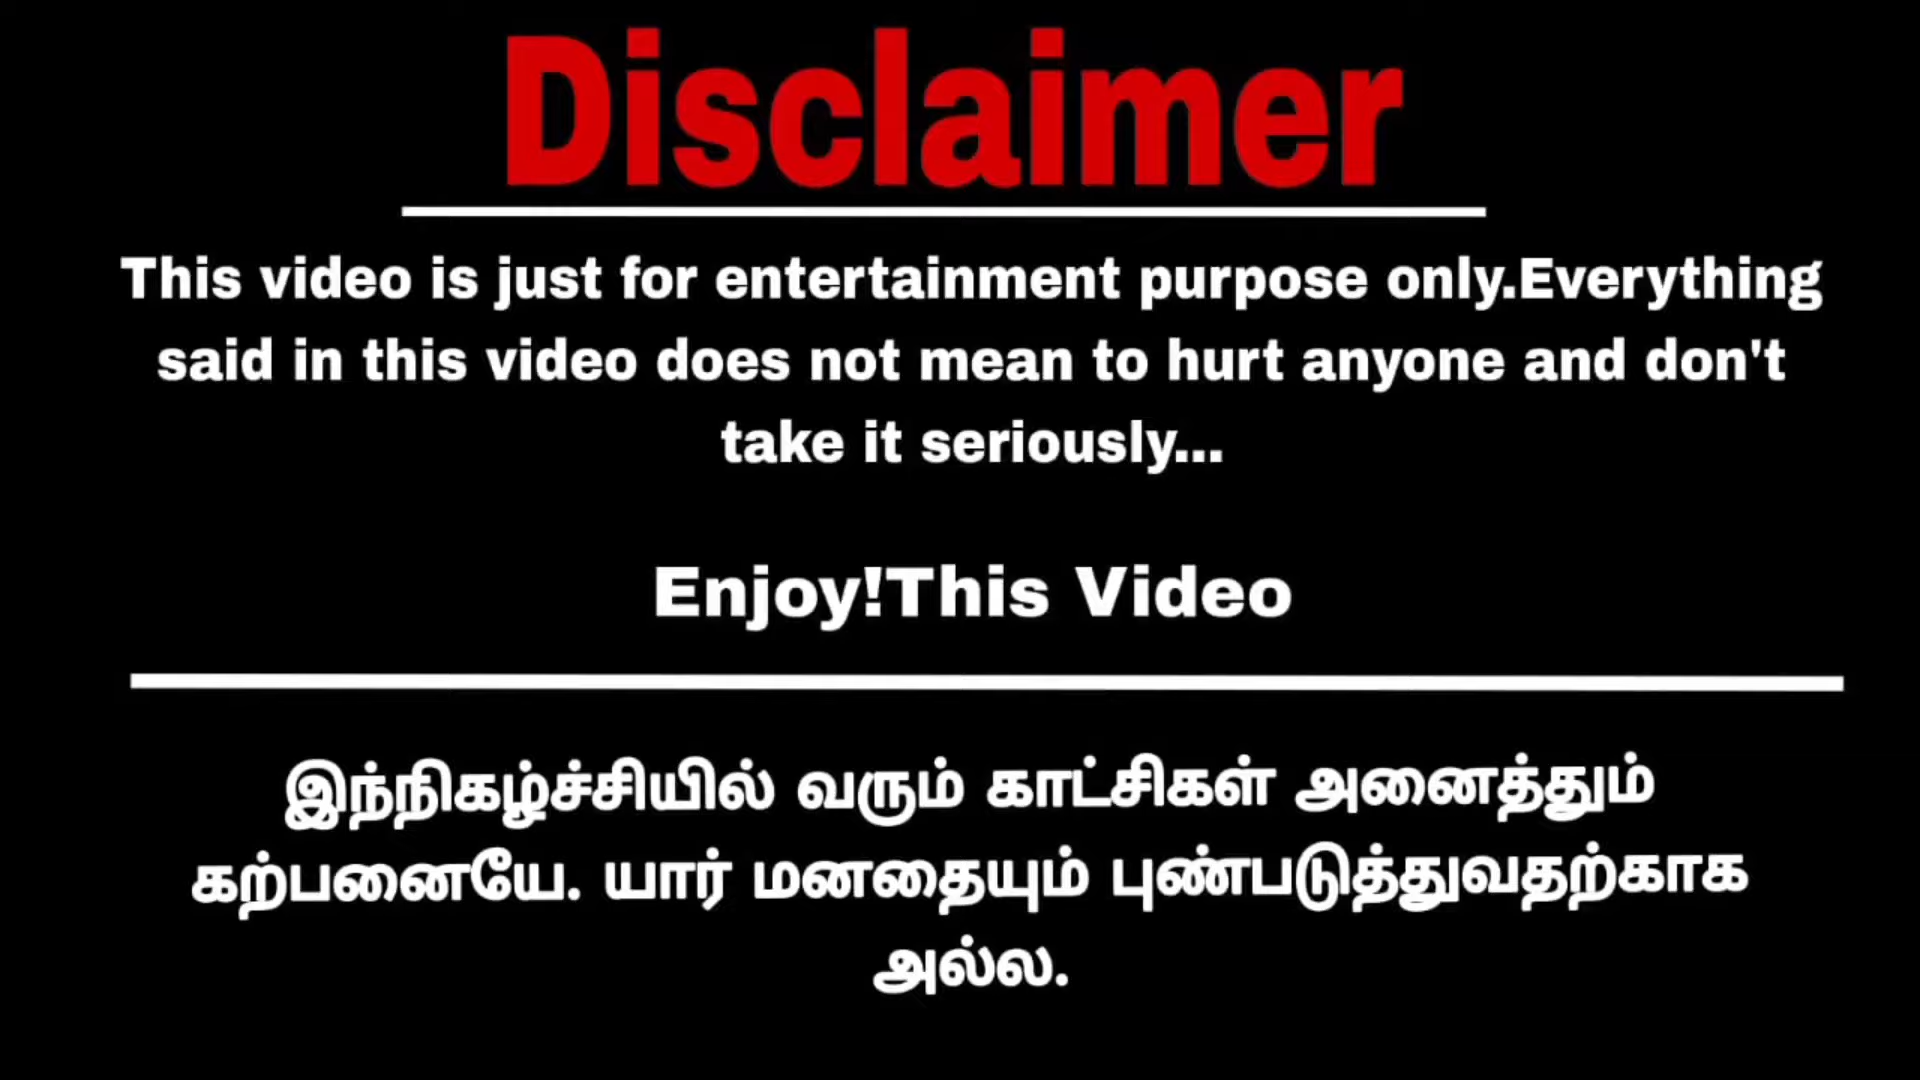 Disclaimer
This video is just for entertainment purpose only.Everything
said in this video does not mean to hurt anyone and don't
take it seriously...
Enjoy!This Video
இந்நிகழ்ச்சியில் வரும் காட்சிகள் அனைத்தும்
கற்பனையே. யார் மனதையும் புண்படுத்துவதற்காக
அல்ல.